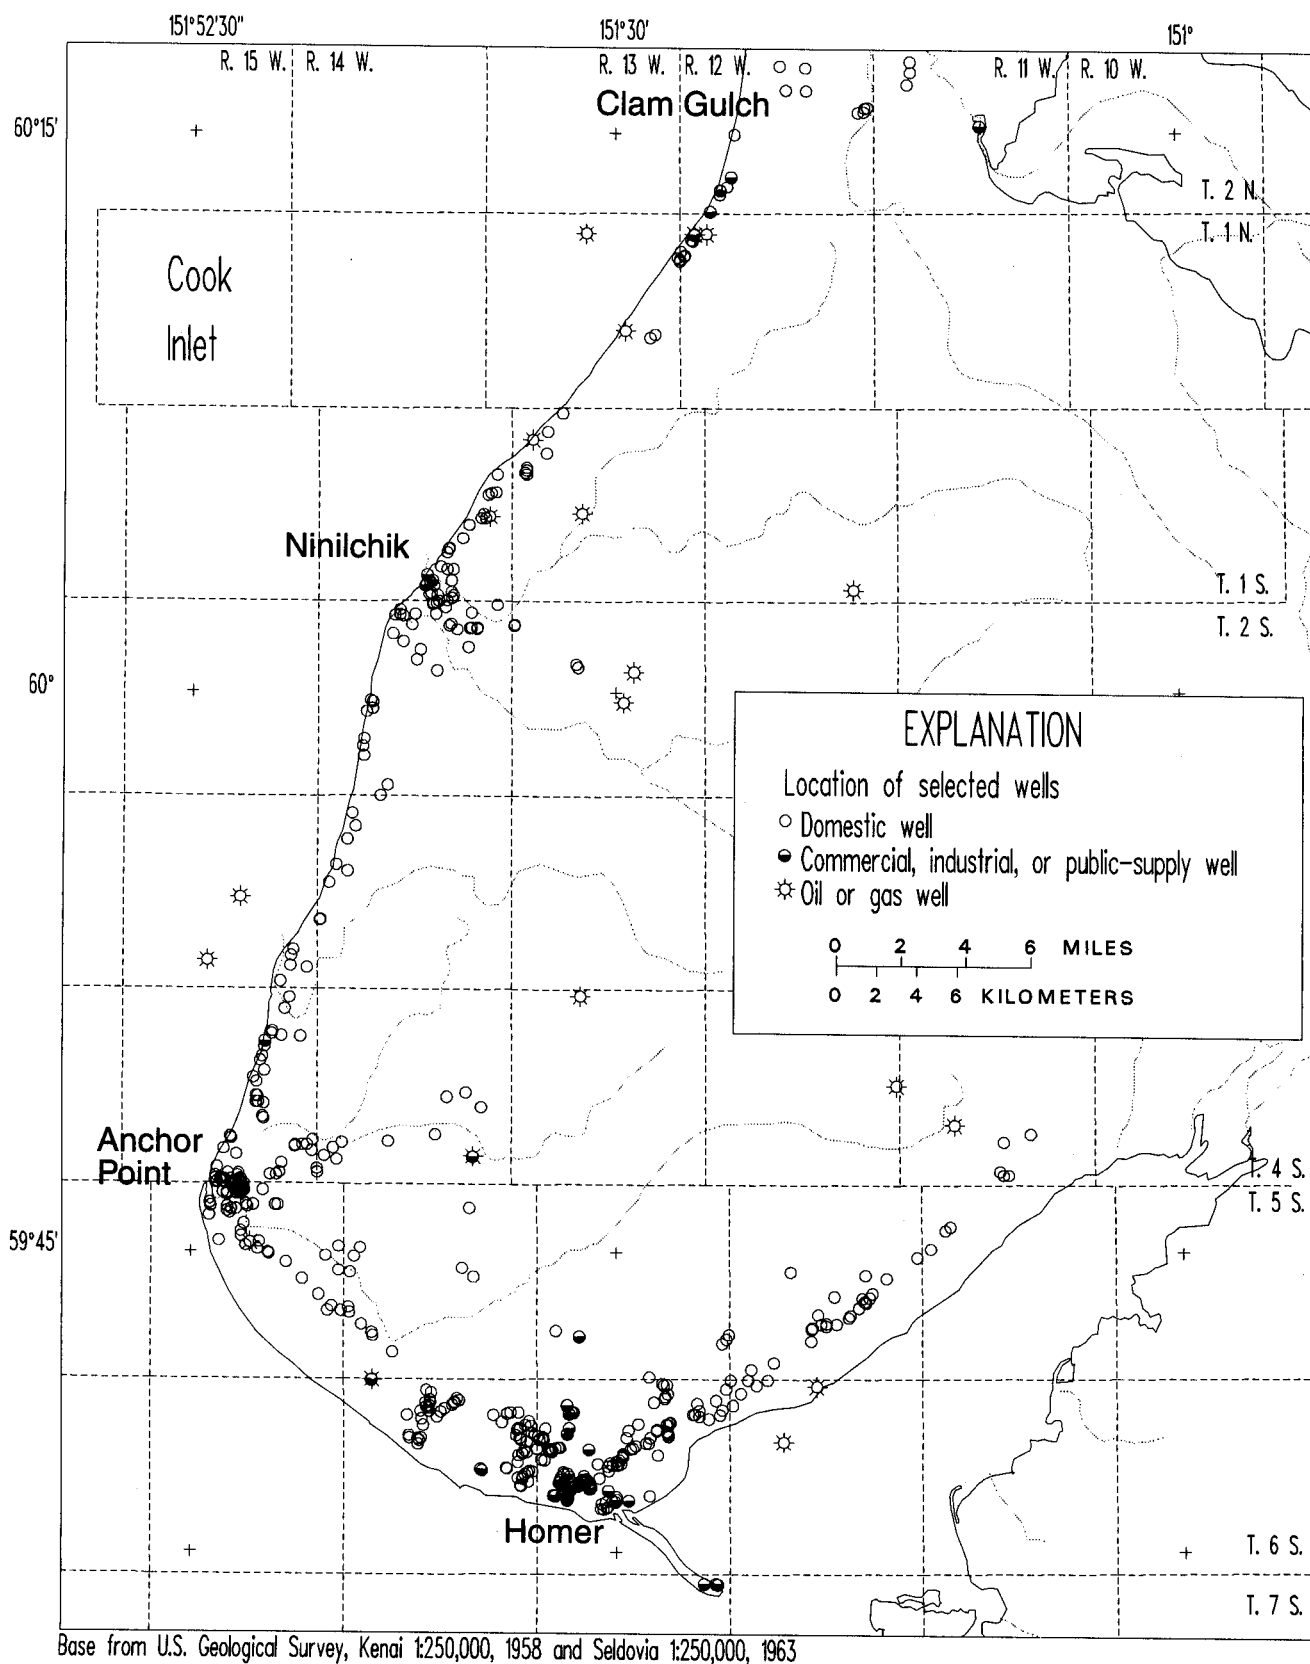 151°52'30" 151°30' 151°
R. 15 W. R. 14 W. R. 13 W. R. 12 W. R. 11 W. R. 10 W.
Clam Gulch
60°15'
T. 2 N.
T. 1 N.
Cook
Inlet
Ninilchik
T. 1 S.
T. 2 S.
60°
EXPLANATION
Location of selected wells
Domestic well
Commercial, industrial, or public-supply well
Oil or gas well
0 2 4 6 MILES
0 2 4 6 KILOMETERS
Anchor
Point
T. 4 S.
T. 5 S.
59°45'
Homer
T. 6 S.
T. 7 S.
Base from U.S. Geological Survey, Kenai 1:250,000, 1958 and Seldovia 1:250,000, 1963